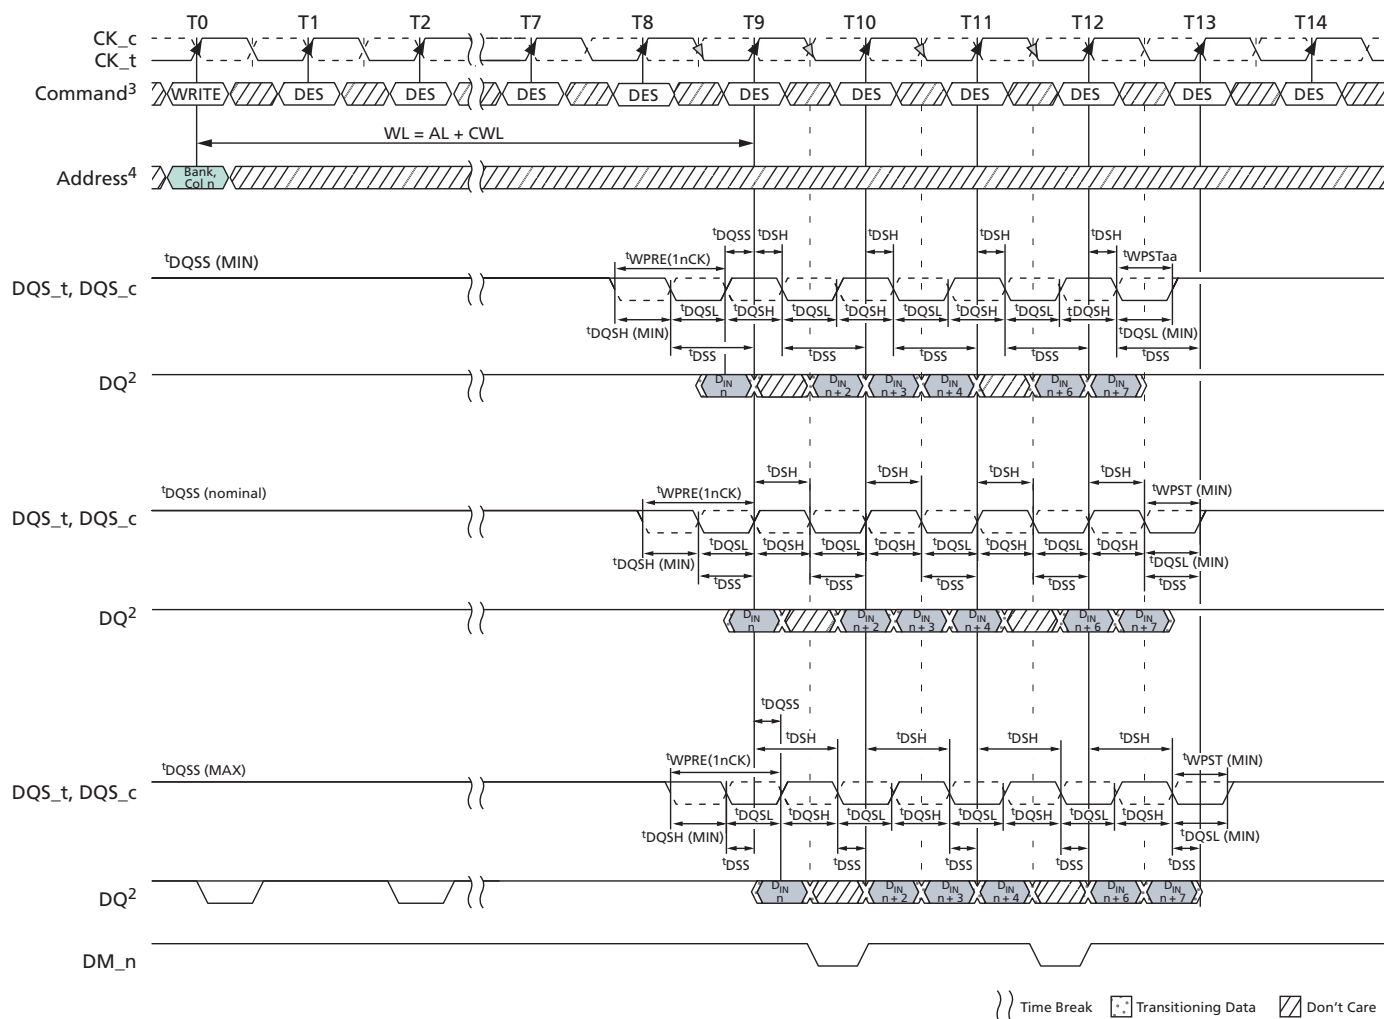 T0 T1 T2 T7 T8 T9 T10 T11 T12 T13 T14
CK_c
CK_t
Command³ WRITE DES DES DES DES DES DES DES DES DES DES
WL = AL + CWL
Address⁴ Bank, Col n
ᵗDQSS ᵗDSH ᵗDSH ᵗDSH ᵗDSH
ᵗDQSS (MIN) ᵗWPRE(1nCK) ᵗWPSTaa
DQS_t, DQS_c
ᵗDQSL ᵗDQSH ᵗDQSL ᵗDQSH ᵗDQSL ᵗDQSH ᵗDQSL tDQSH
ᵗDQSH (MIN) ᵗDQSL (MIN)
ᵗDSS ᵗDSS ᵗDSS ᵗDSS ᵗDSS
DQ² DIN n DIN n + 2 DIN n + 3 DIN n + 4 DIN n + 6 DIN n + 7
ᵗDSH ᵗDSH ᵗDSH ᵗDSH
ᵗDQSS (nominal) ᵗWPRE(1nCK) ᵗWPST (MIN)
DQS_t, DQS_c
ᵗDQSL ᵗDQSH ᵗDQSL ᵗDQSH ᵗDQSL ᵗDQSH ᵗDQSL ᵗDQSH
ᵗDQSH (MIN) ᵗDQSL (MIN)
ᵗDSS ᵗDSS ᵗDSS ᵗDSS ᵗDSS
DQ² DIN n DIN n + 2 DIN n + 3 DIN n + 4 DIN n + 6 DIN n + 7
ᵗDQSS
ᵗDSH ᵗDSH ᵗDSH ᵗDSH
ᵗDQSS (MAX) ᵗWPRE(1nCK) ᵗWPST (MIN)
DQS_t, DQS_c
ᵗDQSL ᵗDQSH ᵗDQSL ᵗDQSH ᵗDQSL ᵗDQSH ᵗDQSL ᵗDQSH
ᵗDQSH (MIN) ᵗDQSL (MIN)
ᵗDSS ᵗDSS ᵗDSS ᵗDSS ᵗDSS
DQ² DIN n DIN n + 2 DIN n + 3 DIN n + 4 DIN n + 6 DIN n + 7
DM_n
Time Break Transitioning Data Don't Care